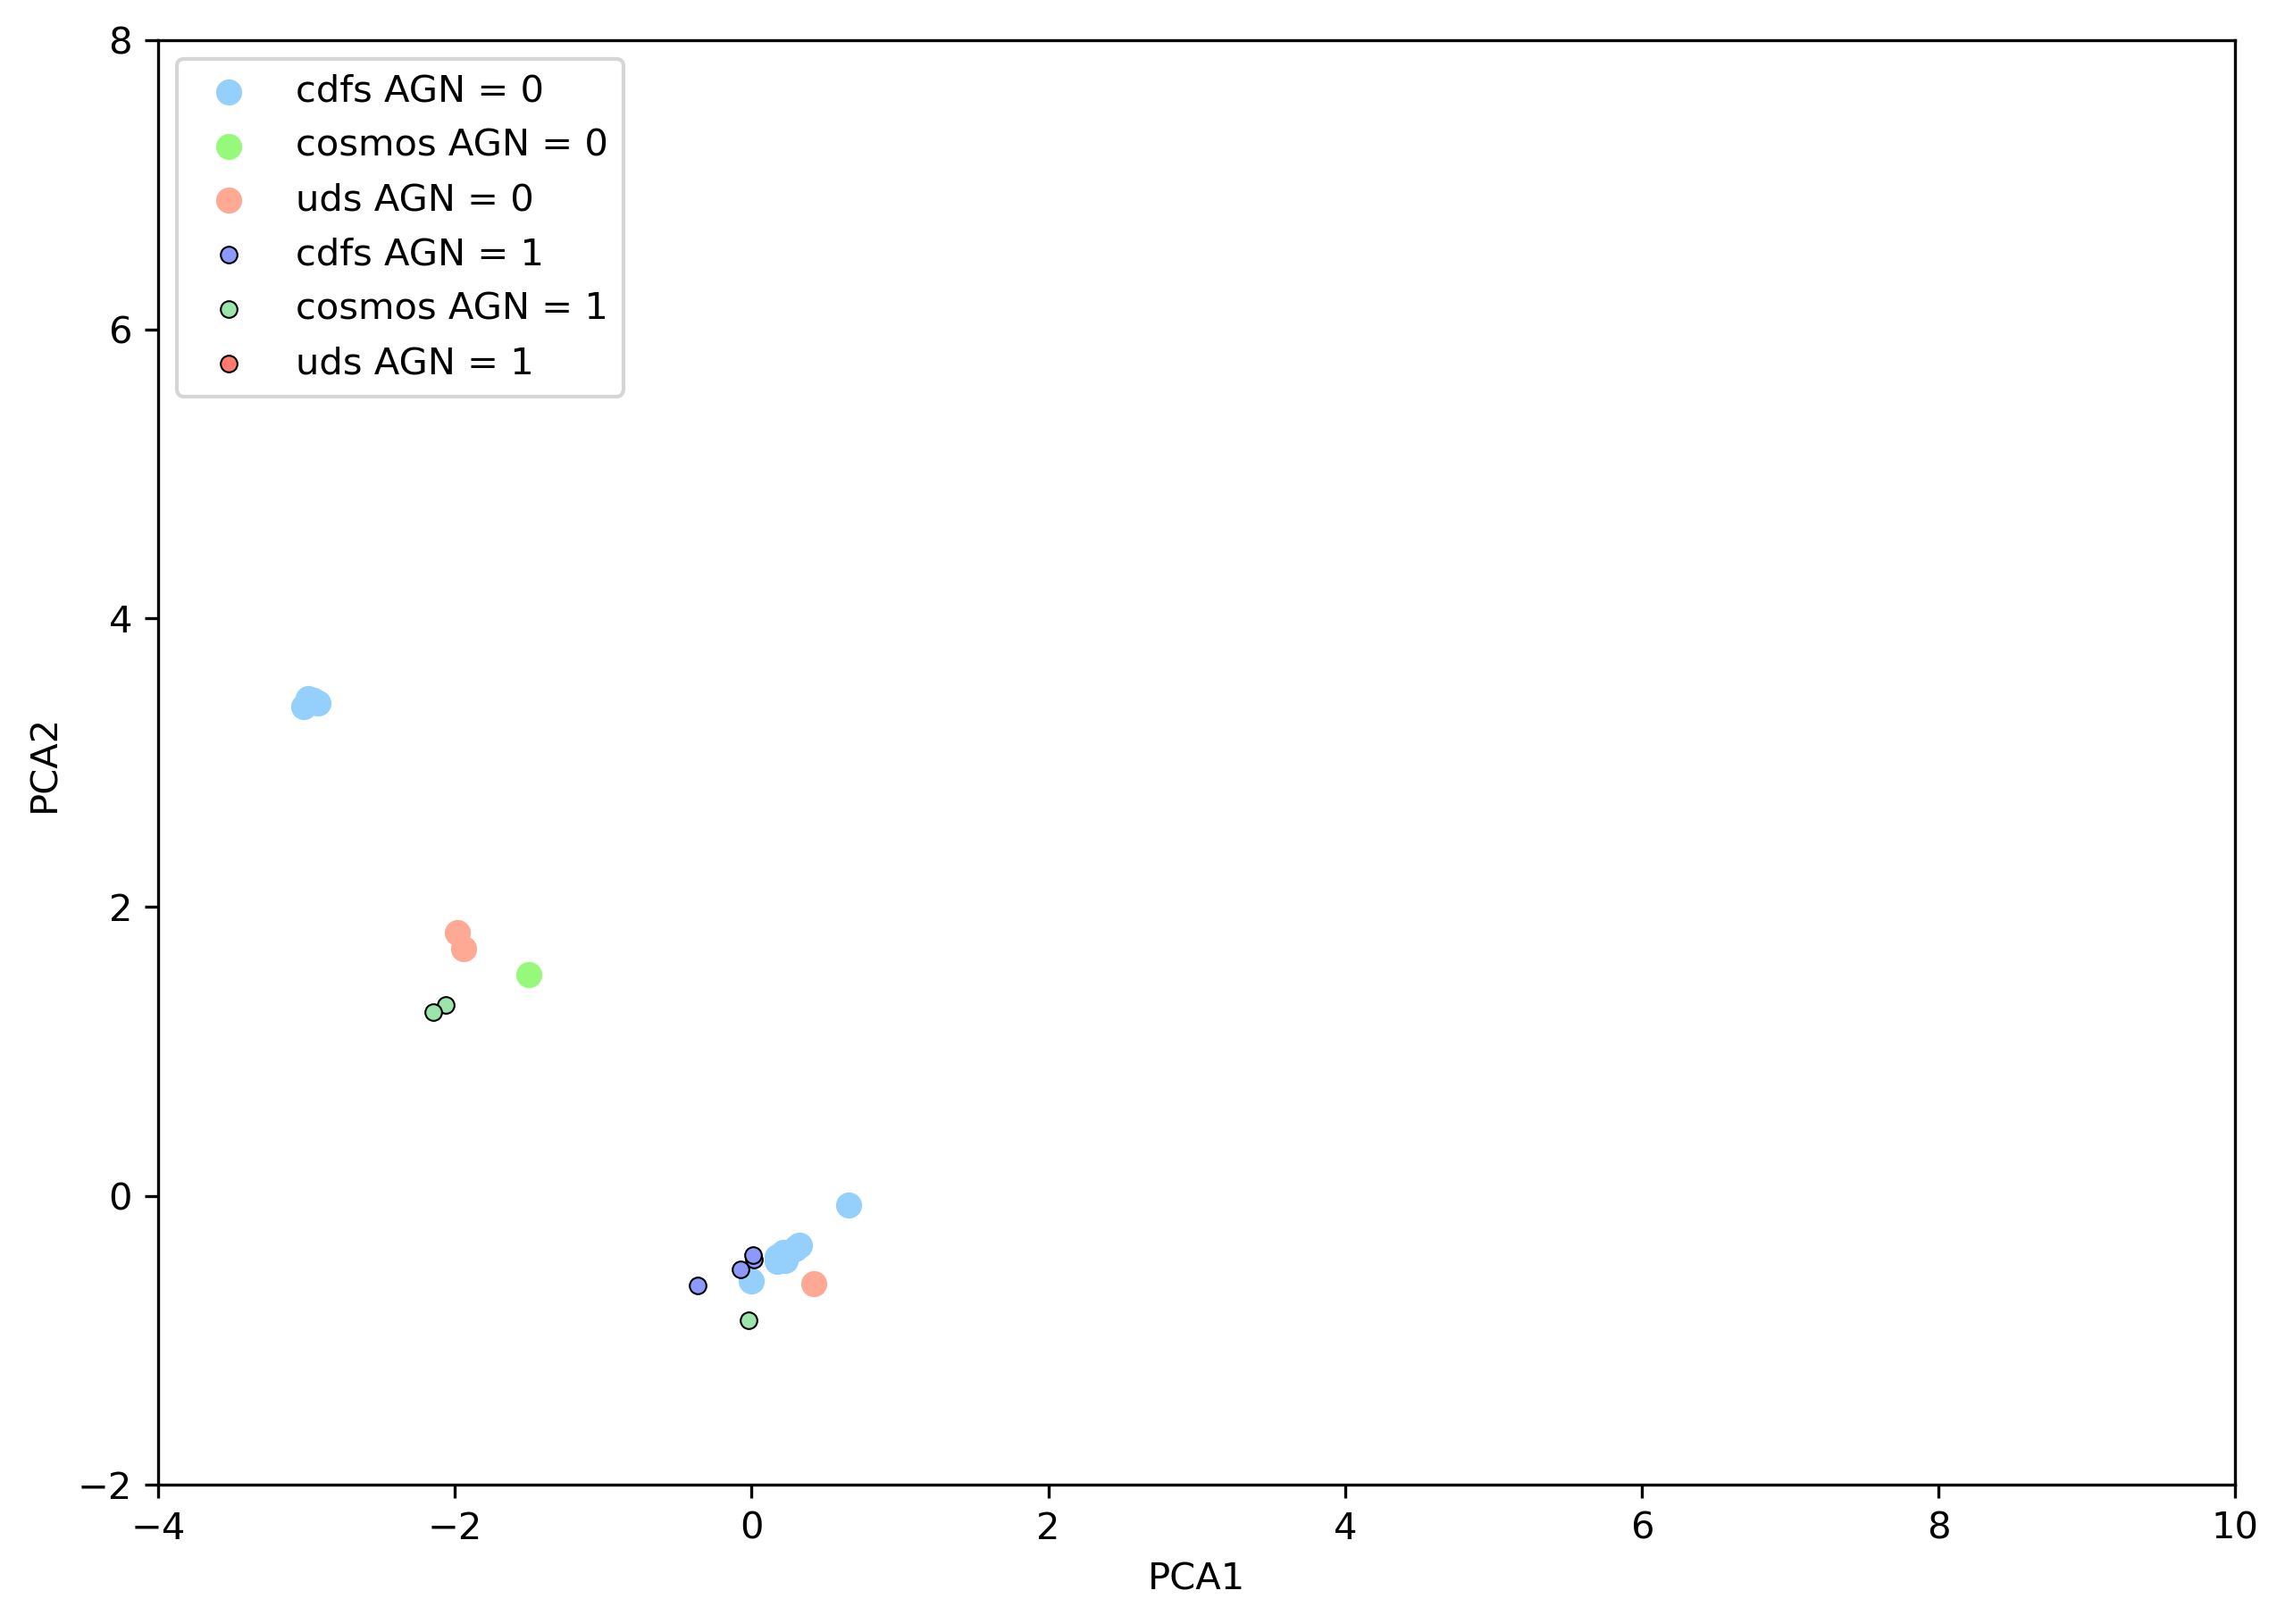 8
cdfs AGN = 0
cosmos AGN = 0
uds AGN = 0
cdfs AGN = 1
cosmos AGN = 1
uds AGN = 1
6
4
PCA2
2
0
−2
−4 −2 0 2 4 6 8 10
PCA1